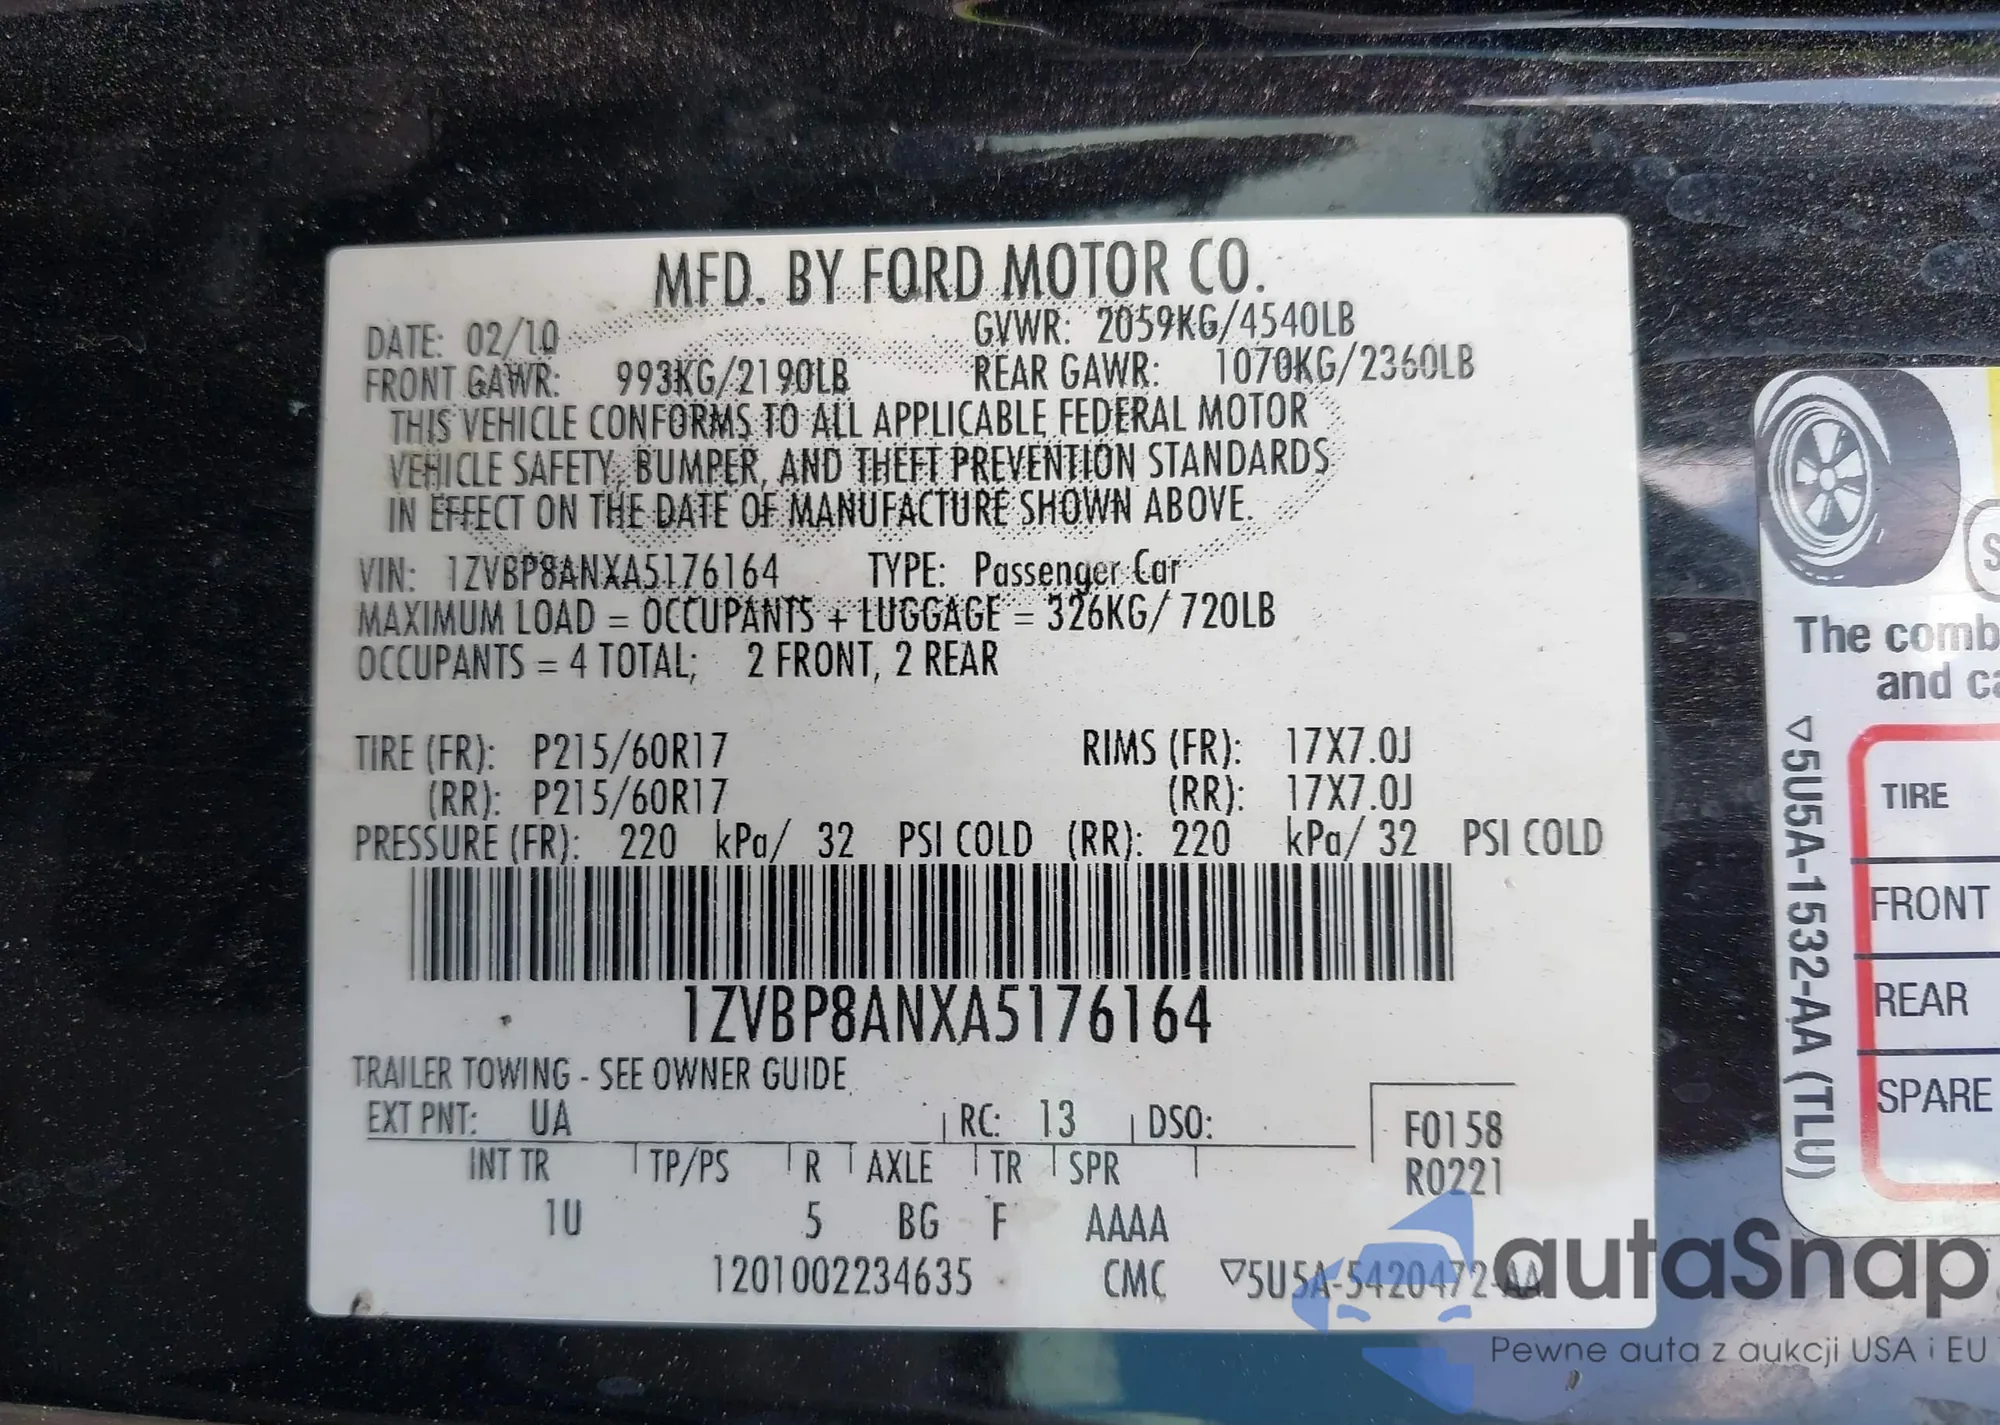 MFD. BY FORD MOTOR CO.
DATE: 02/10 GVWR: 2059KG/4540LB
FRONT GAWR: 993KG/2190LB REAR GAWR: 1070KG/2360LB
THIS VEHICLE CONFORMS TO ALL APPLICABLE FEDERAL MOTOR
VEHICLE SAFETY, BUMPER, AND THEFT PREVENTION STANDARDS
IN EFFECT ON THE DATE OF MANUFACTURE SHOWN ABOVE.
VIN: 1ZVBP8ANXA5176164 TYPE: Passenger Car
MAXIMUM LOAD = OCCUPANTS + LUGGAGE = 326KG/ 720LB
OCCUPANTS = 4 TOTAL; 2 FRONT, 2 REAR
TIRE (FR): P215/60R17 RIMS (FR): 17X7.0J
(RR): P215/60R17 (RR): 17X7.0J
PRESSURE (FR): 220 kPa/ 32 PSI COLD (RR): 220 kPa/ 32 PSI COLD
1ZVBP8ANXA5176164
TRAILER TOWING - SEE OWNER GUIDE
EXT PNT: UA RC: 13 DSO:
F0158
R0221
INT TR TP/PS R AXLE TR SPR
1U 5 BG F AAAA
1201002234635 CMC ▽5U5A-5420472-AA
The comb
and ca
▽5U5A-1532-AA (TLU)
TIRE
FRONT
REAR
SPARE
autaSnap
Pewne auta z aukcji USA i EU